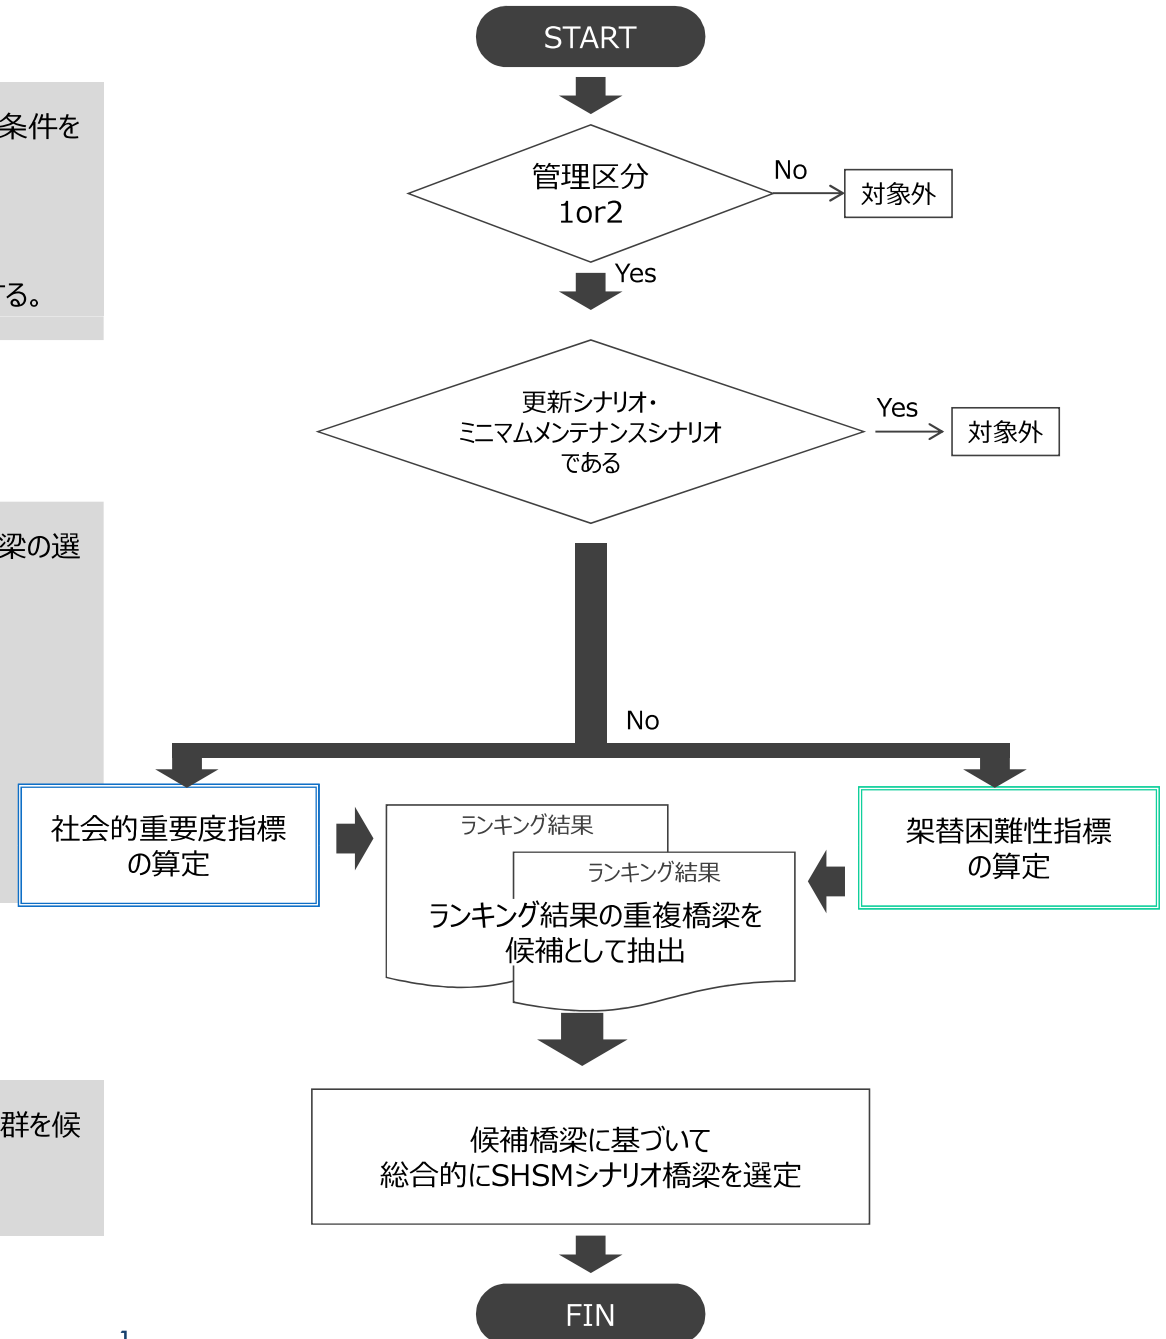 START
条件を
管理区分
1or2
No
対象外
Yes
する。
更新シナリオ・
ミニマムメンテナンスシナリオ
である
Yes
対象外
梁の選
No
社会的重要度指標
の算定
ランキング結果
ランキング結果
ランキング結果の重複橋梁を
候補として抽出
架替困難性指標
の算定
群を候
候補橋梁に基づいて
総合的にSHSMシナリオ橋梁を選定
FIN